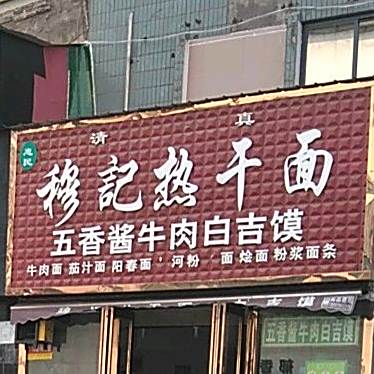 清真
惠民
穆記热干面
五香酱牛肉白吉馍
牛肉面 茄汁面 阳春面 河粉 面 烩面 粉浆面条
五香酱牛肉白吉馍